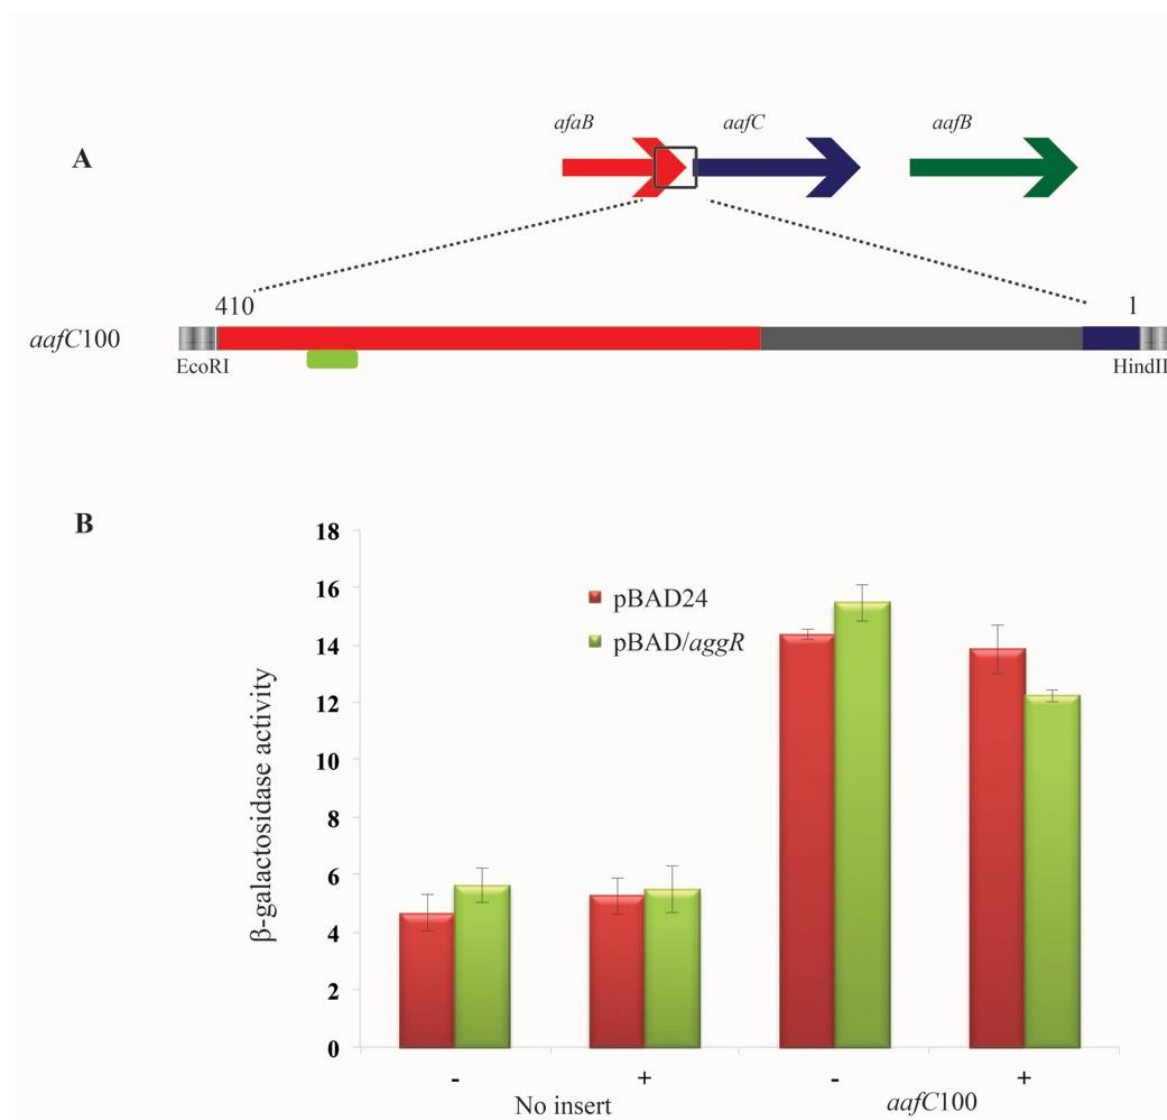 afaB aafC aafB
A
410 1
aafC100
EcoRI HindII
B
18
16
pBAD24
14
pBAD/aggR
12
10
8
6
4
2
0
β-galactosidase activity
- + - +
No insert aafC100